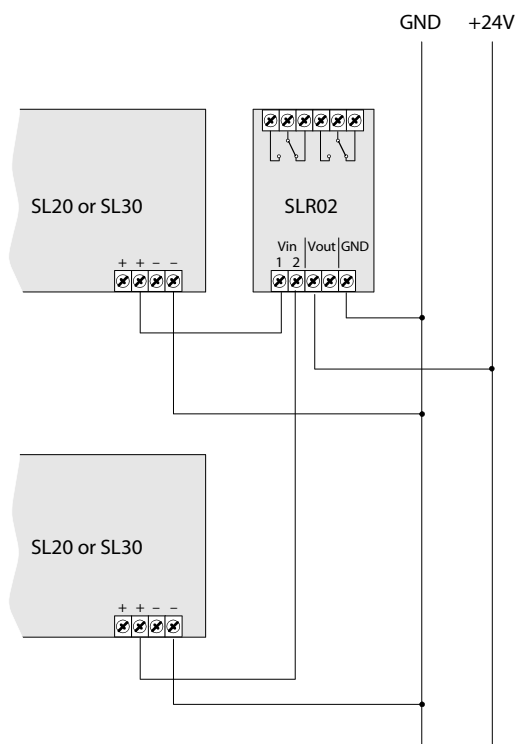 GND +24V
SL20 or SL30
+ + – –
SLR02
Vin Vout GND
1 2
SL20 or SL30
+ + – –